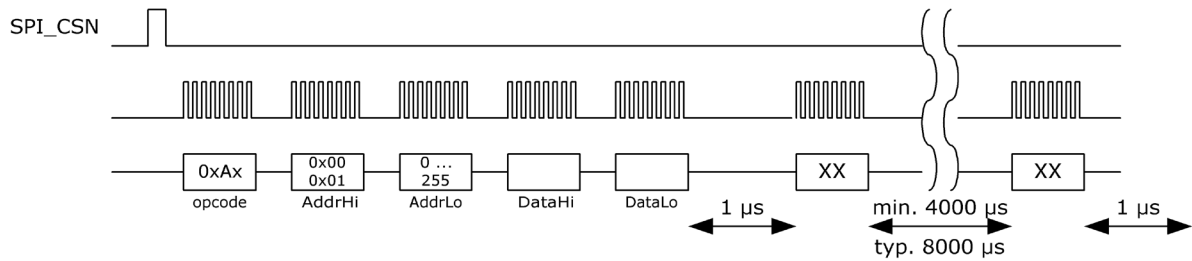 SPI_CSN
0xAx
0x00
0x01
0 ...
255
XX
XX
opcode
AddrHi
AddrLo
DataHi
DataLo
1 μs
min. 4000 μs
1 μs
typ. 8000 μs